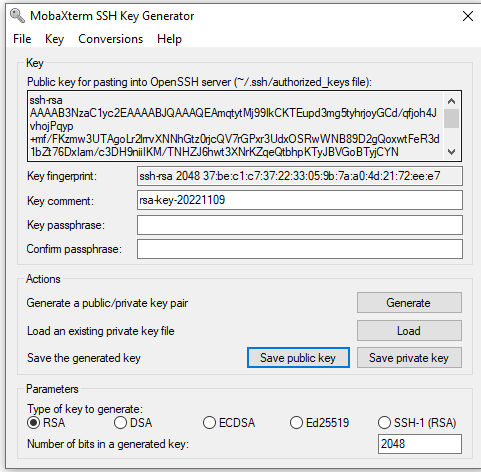 MobaXterm SSH Key Generator
File Key Conversions Help
Key
Public key for pasting into OpenSSH server (~/.ssh/authorized_keys file):
ssh-rsa
AAAAB3NzaC1yc2EAAAABJQAAAQEAmqtytMj99IkCKTEupd3mg5tyhrjoyGCd/qfjoh4J
vhojPqyp
+mf/FKzmw3UTAgoLr2lrrvXNNhGtz0rjcQV7rGPxr3UdxOSRwWNB89D2gQoxwtFeR3d
1bZt76DxIam/c3DH9niiIKM/TNHZJ6hwt3XNrKZqeQtbhpKTyJBVGoBTyjCYN
Key fingerprint: ssh-rsa 2048 37:be:c1:c7:37:22:33:05:9b:7a:a0:4d:21:72:ee:e7
Key comment: rsa-key-20221109
Key passphrase:
Confirm passphrase:
Actions
Generate a public/private key pair Generate
Load an existing private key file Load
Save the generated key Save public key Save private key
Parameters
Type of key to generate:
RSA DSA ECDSA Ed25519 SSH-1 (RSA)
Number of bits in a generated key: 2048